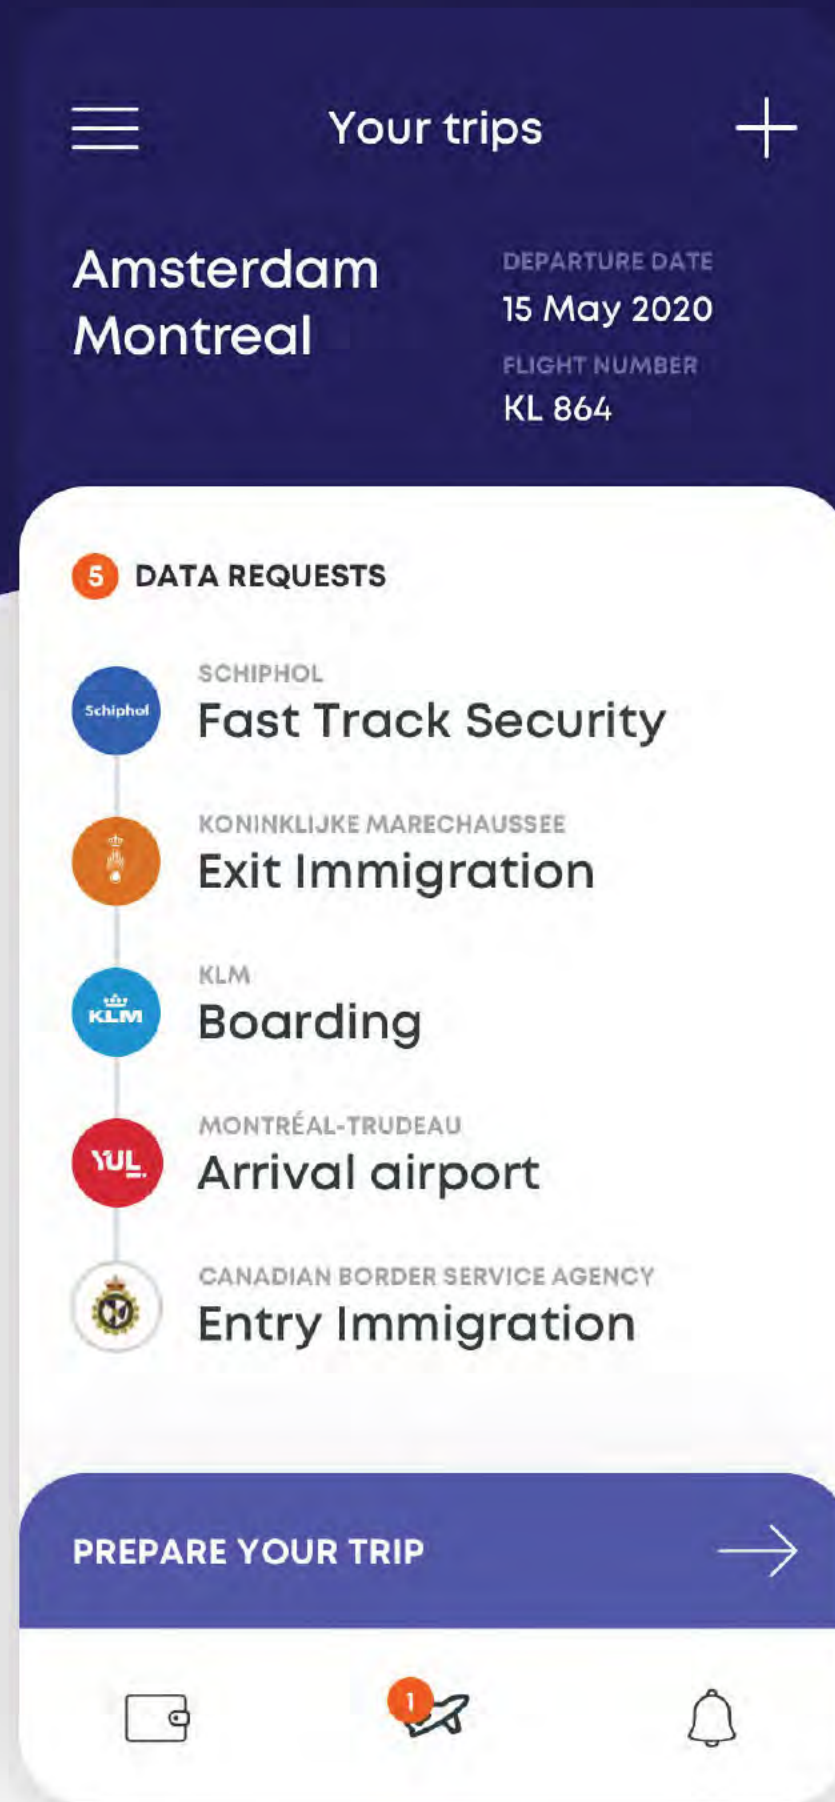 Your trips
Amsterdam
Montreal
DEPARTURE DATE
15 May 2020
FLIGHT NUMBER
KL 864
5 DATA REQUESTS
Schiphol
SCHIPHOL
Fast Track Security
KONINKLIJKE MARECHAUSSEE
Exit Immigration
KLM
KLM
Boarding
YUL
MONTRÉAL-TRUDEAU
Arrival airport
CANADIAN BORDER SERVICE AGENCY
Entry Immigration
PREPARE YOUR TRIP
1